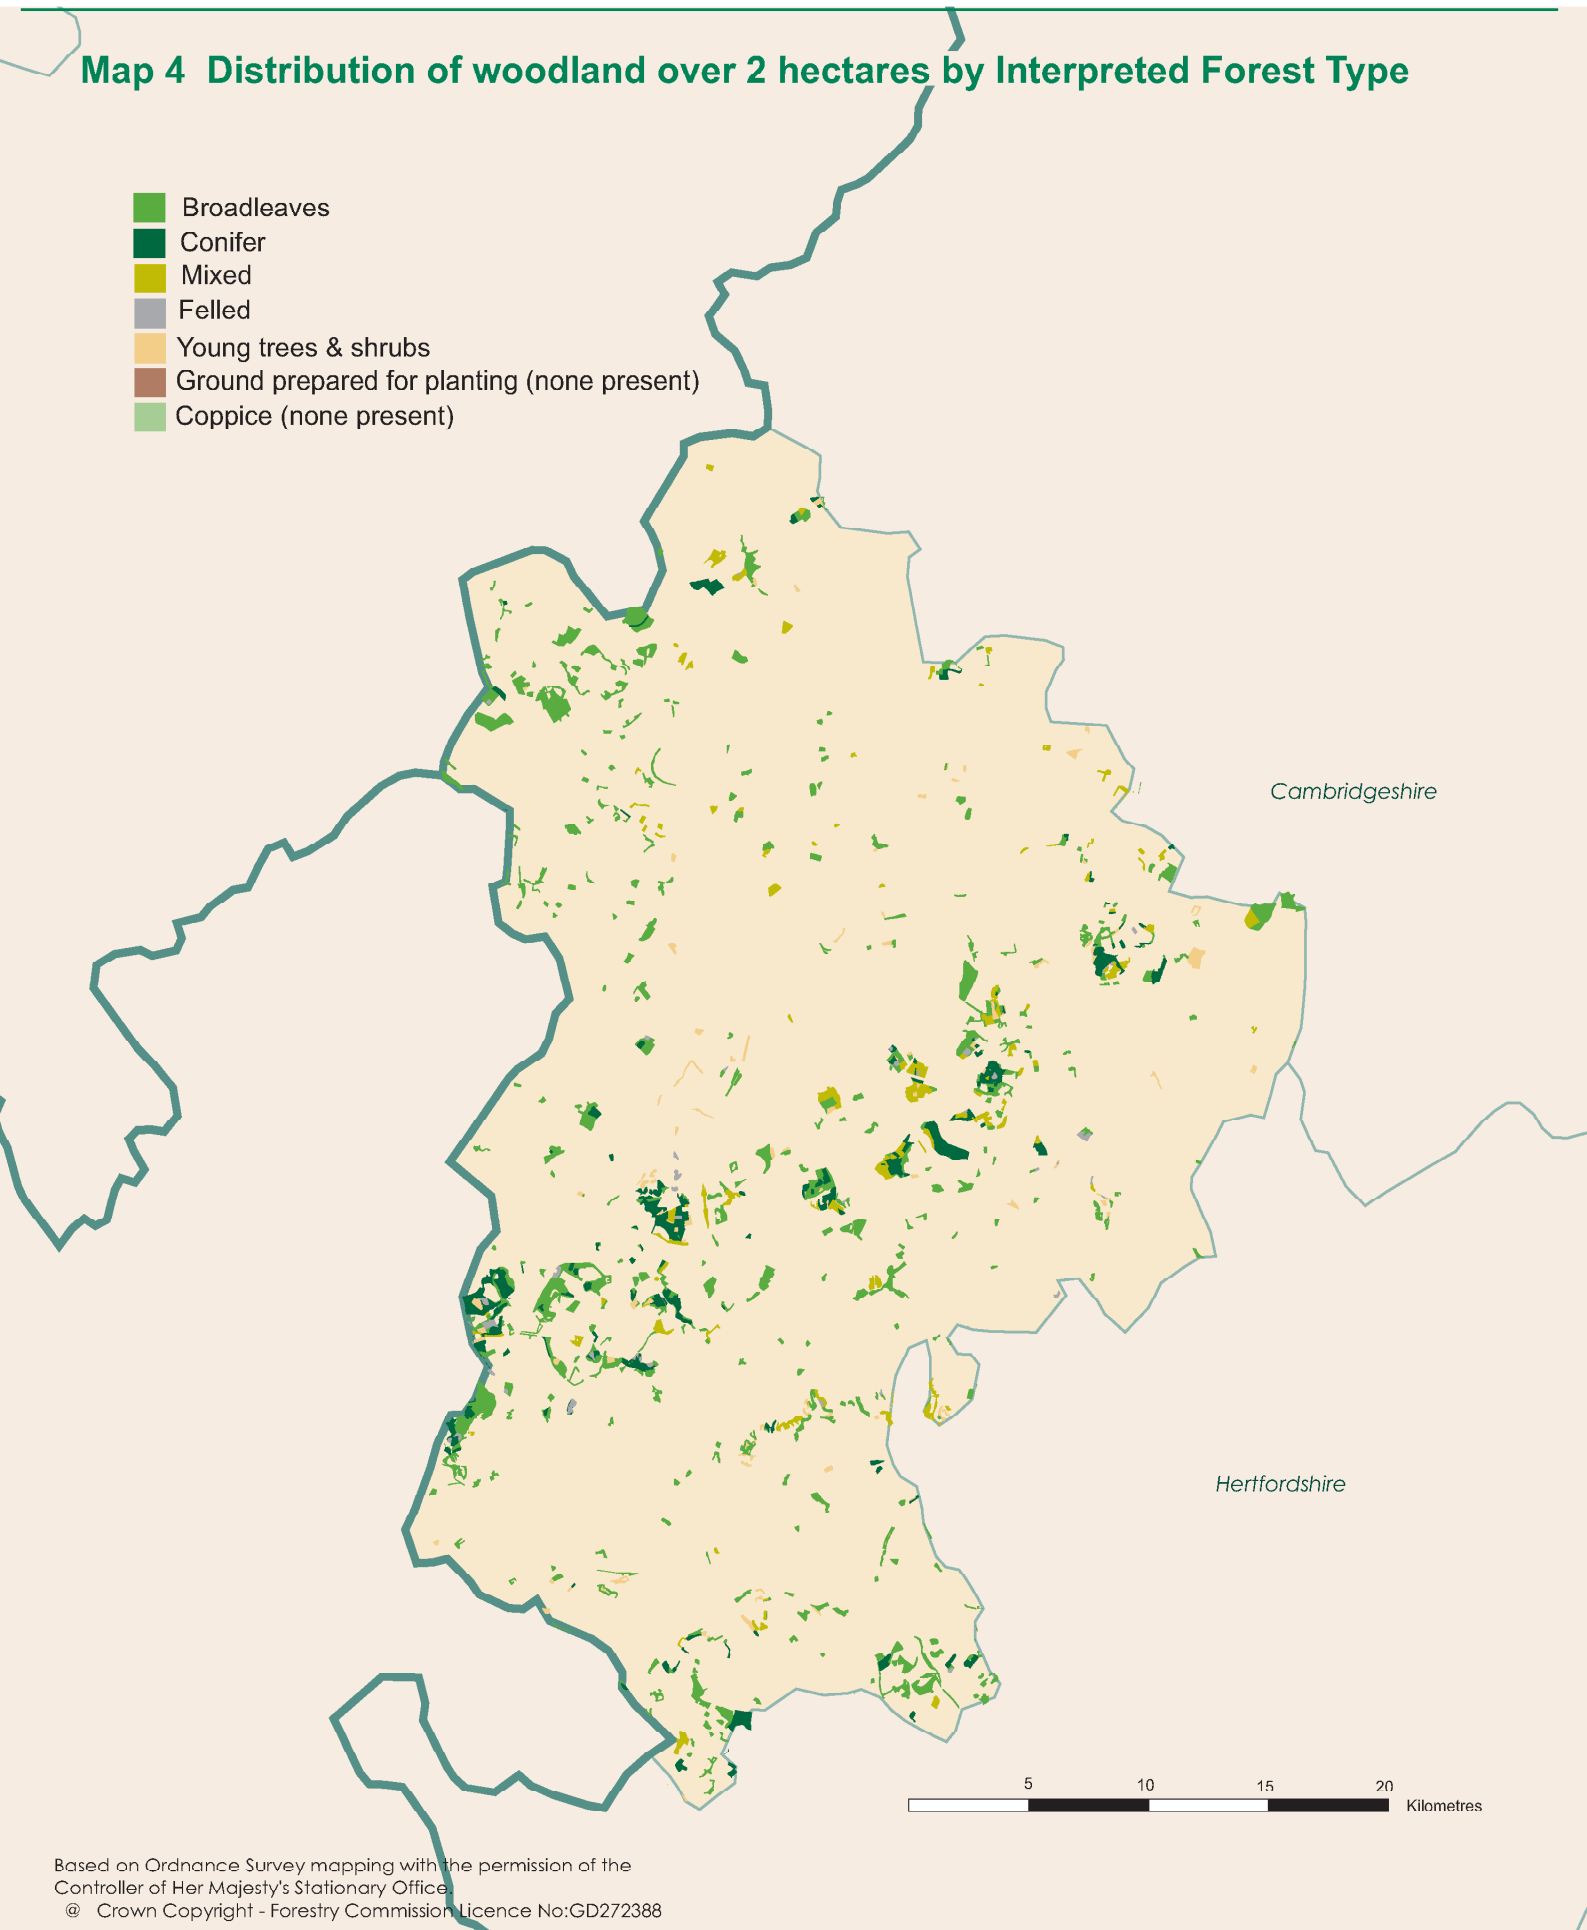 Map 4 Distribution of woodland over 2 hectares by Interpreted Forest Type
Broadleaves
Conifer
Mixed
Felled
Young trees & shrubs
Ground prepared for planting (none present)
Coppice (none present)
Cambridgeshire
Hertfordshire
5 10 15 20
Kilometres
Based on Ordnance Survey mapping with the permission of the
Controller of Her Majesty's Stationary Office.
@ Crown Copyright - Forestry Commission Licence No:GD272388